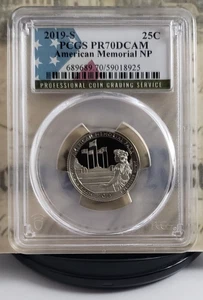 2019-S 25C
PCGS PR70DCAM
American Memorial NP
689689.70/59018925
PROFESSIONAL COIN GRADING SERVICE